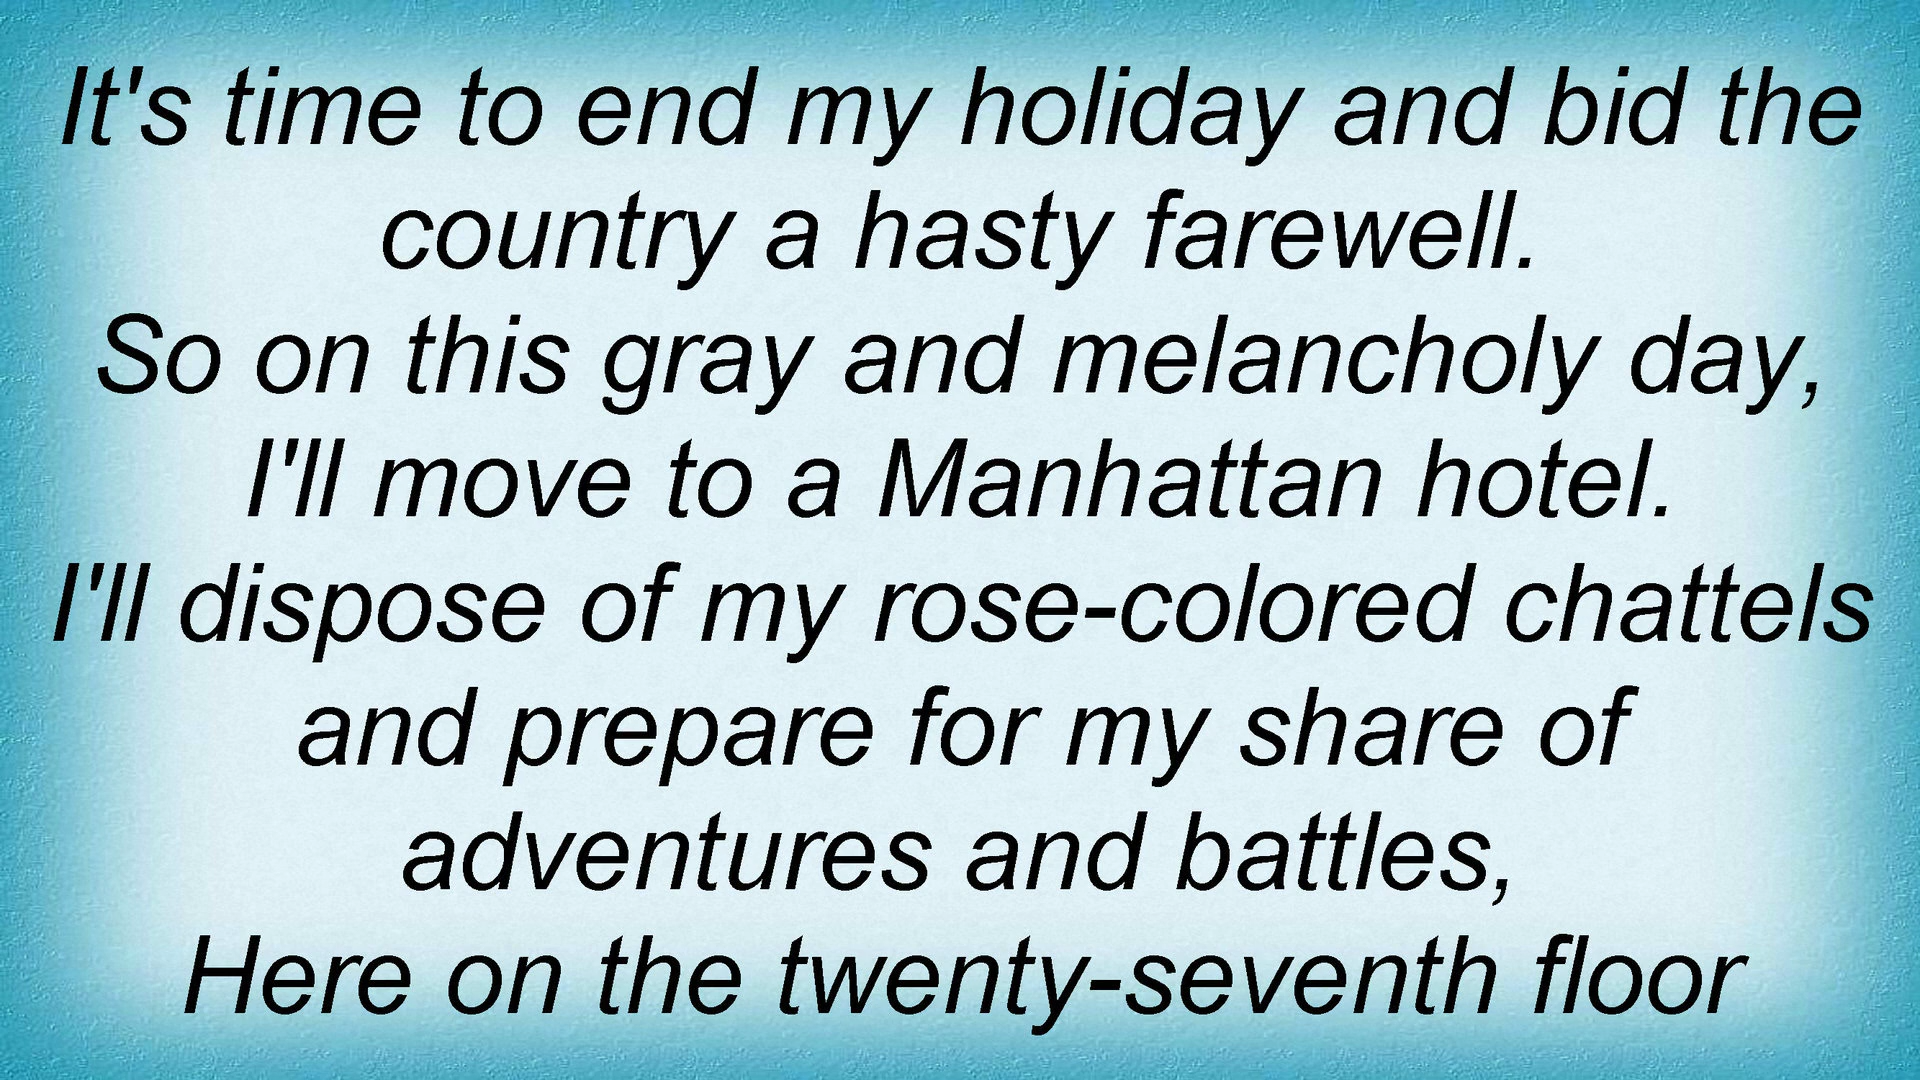 It's time to end my holiday and bid the
country a hasty farewell.
So on this gray and melancholy day,
I'll move to a Manhattan hotel.
I'll dispose of my rose-colored chattels
and prepare for my share of
adventures and battles,
Here on the twenty-seventh floor